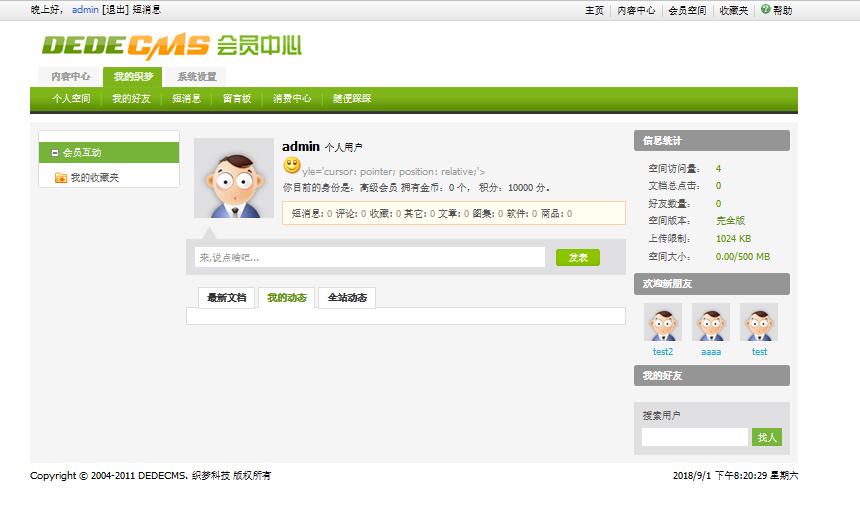 晚上好， admin [退出] 短消息
主页 | 内容中心 | 会员空间 | 收藏夹 | 帮助
DEDECMS 会员中心
内容中心 我的织梦 系统设置
个人空间 | 我的好友 | 短消息 | 留言板 | 消费中心 | 随便踩踩
会员互动
我的收藏夹
admin 个人用户
yle='cursor: pointer; position: relative;'>
你目前的身份是：高级会员 拥有金币：0 个， 积分：10000 分。
短消息: 0 评论: 0 收藏: 0 其它: 0 文章: 0 图集: 0 软件: 0 商品: 0
来,说点啥吧...
发表
最新文档 我的动态 全站动态
信息统计
空间访问量： 4
文档总点击： 0
好友数量： 0
空间版本： 完全版
上传限制： 1024 KB
空间大小： 0.00/500 MB
欢迎新朋友
test2 aaaa test
我的好友
搜索用户
找人
Copyright © 2004-2011 DEDECMS. 织梦科技 版权所有
2018/9/1 下午8:20:29 星期六